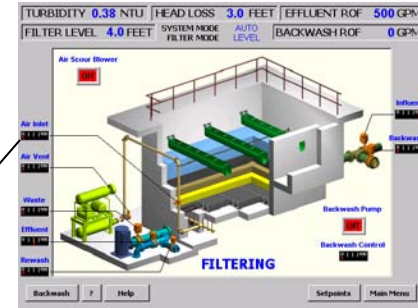 TURBIDITY 0.38 NTU HEAD LOSS 3.0 FEET EFFLUENT ROF 500 GPM
FILTER LEVEL 4.0 FEET SYSTEM MODE AUTO BACKWASH ROF 0 GPM
FILTER MODE LEVEL
Air Scour Blower
Off
Air Inlet
Influen
Air Vent
Backwas
Waste
Effluent
Backwash Pump
Off
Rewash
Backwash Control
FILTERING
Backwash ? Help Setpoints Main Menu